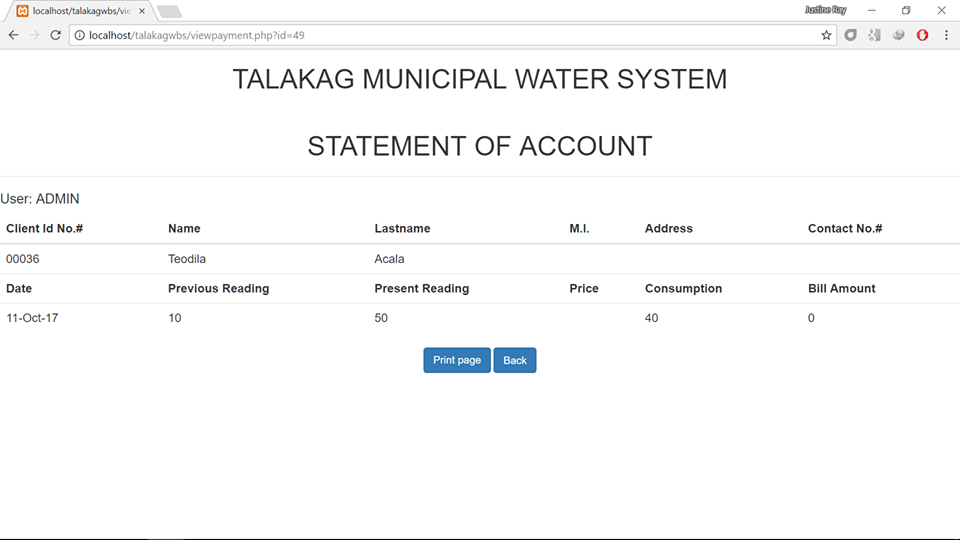 localhost/talakagwbs/vie
Justine Ray
localhost/talakagwbs/viewpayment.php?id=49
TALAKAG MUNICIPAL WATER SYSTEM
STATEMENT OF ACCOUNT
User: ADMIN
Client Id No.# Name Lastname M.I. Address Contact No.#
00036 Teodila Acala
Date Previous Reading Present Reading Price Consumption Bill Amount
11-Oct-17 10 50 40 0
Print page Back